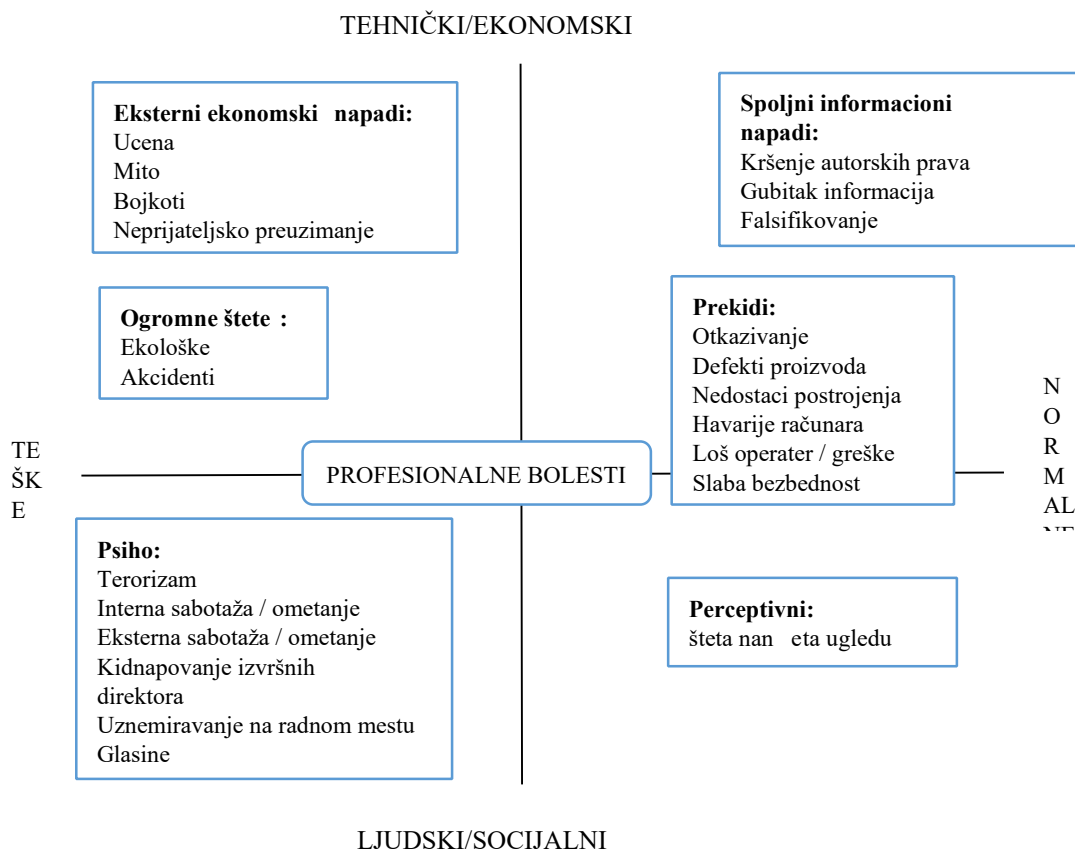 TEHNIČKI/EKONOMSKI
Eksterni ekonomski napadi:
Ucena
Mito
Bojkoti
Neprijateljsko preuzimanje
Spoljni informacioni
napadi:
Kršenje autorskih prava
Gubitak informacija
Falsifikovanje
Ogromne štete :
Ekološke
Akcidenti
Prekidi:
Otkazivanje
Defekti proizvoda
Nedostaci postrojenja
Havarije računara
Loš operater / greške
Slaba bezbednost
TE
ŠK
E
PROFESIONALNE BOLESTI
N
O
R
M
AL
Psiho:
Terorizam
Interna sabotaža / ometanje
Eksterna sabotaža / ometanje
Kidnapovanje izvršnih
direktora
Uznemiravanje na radnom mestu
Glasine
Perceptivni:
šteta nan eta ugledu
LJUDSKI/SOCIJALNI